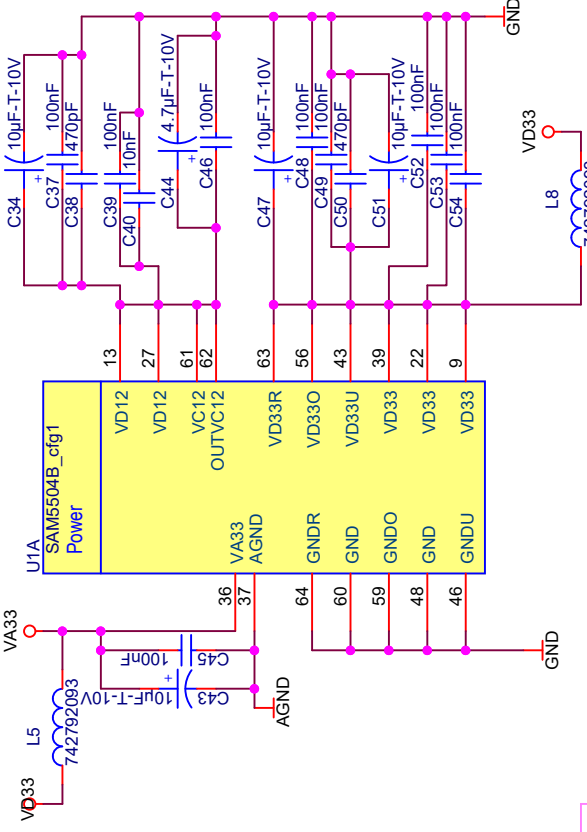 GND
10µF-T-10V
C34
100nF
C37
470pF
C38
100nF
C39
10nF
C40
4.7µF-T-10V
C44
100nF
C46
10µF-T-10V
C47
100nF
C48
100nF
C49
470pF
C50
10µF-T-10V
C51
100nF
C52
100nF
C53
100nF
C54
VD33
L8
13
27
61
62
63
56
43
39
22
9
U1A
SAM5504B_cfg1
Power
VD12
VD12
VC12
OUTVC12
VD33R
VD33O
VD33U
VD33
VD33
VD33
VA33
AGND
GNDR
GND
GNDO
GND
GNDU
36
37
64
60
59
48
46
VA33
100nF
C45
10µF-T-10V
C43
L5
742792093
VD33
AGND
GND